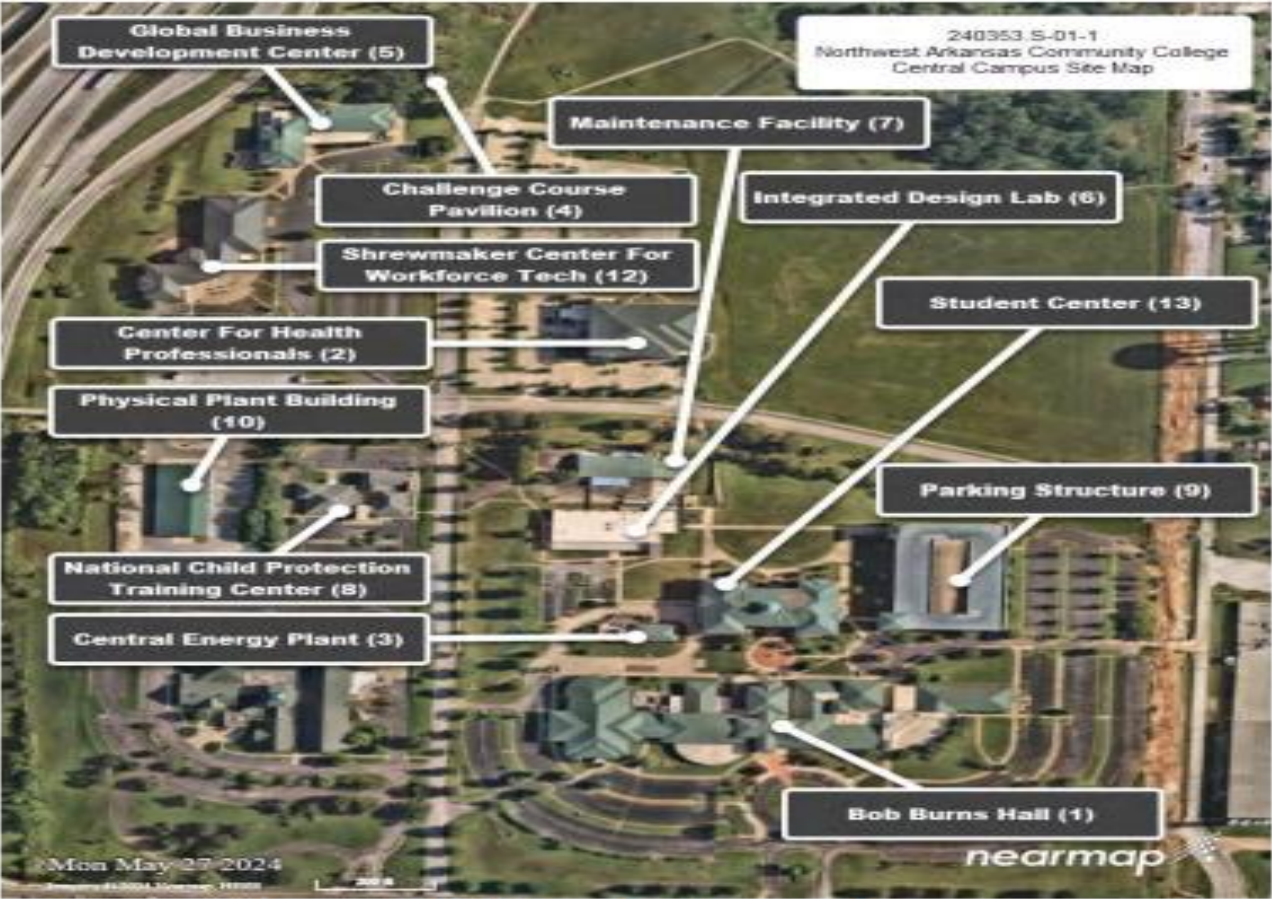 Global Business
Development Center (5)
240353.S-01-1
Northwest Arkansas Community College
Central Campus Site Map
Maintenance Facility (7)
Challenge Course
Pavilion (4)
Integrated Design Lab (6)
Shrewmaker Center For
Workforce Tech (12)
Student Center (13)
Center For Health
Professionals (2)
Physical Plant Building
(10)
Parking Structure (9)
National Child Protection
Training Center (8)
Central Energy Plant (3)
Bob Burns Hall (1)
nearmap
Mon May 27 2024